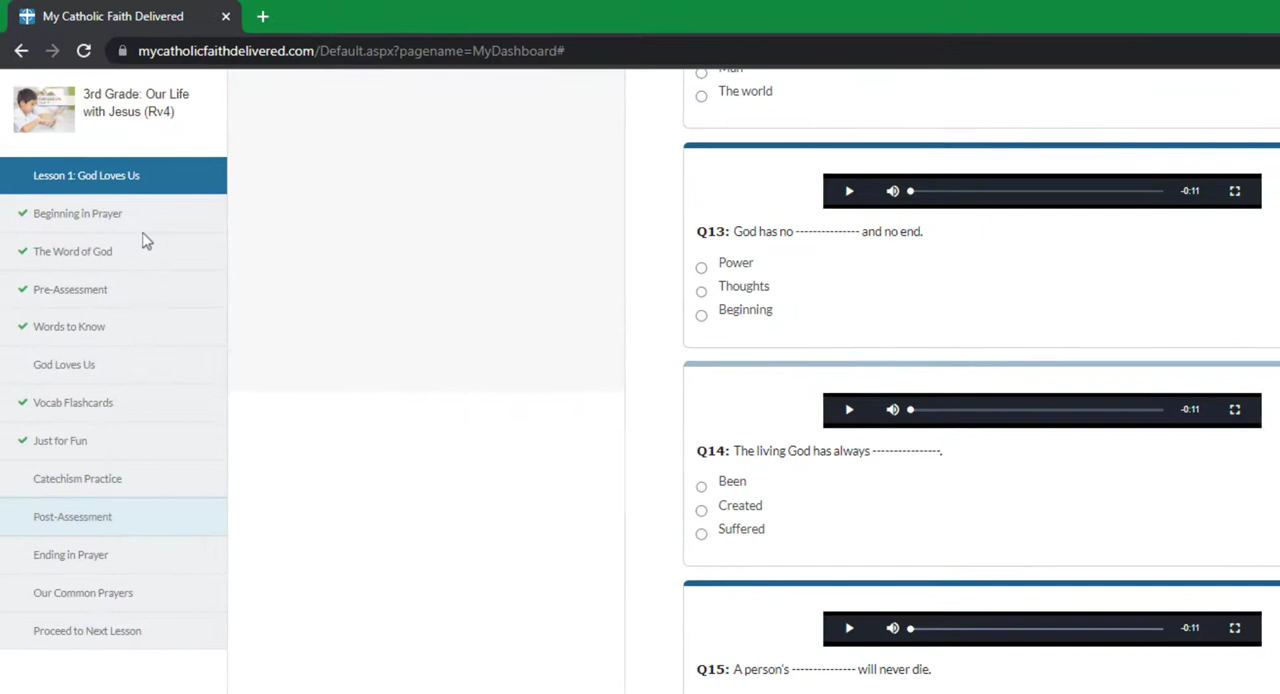 My Catholic Faith Delivered
mycatholicfaithdelivered.com/Default.aspx?pagename=MyDashboard#
3rd Grade: Our Life
with Jesus (Rv4)
Lesson 1: God Loves Us
Beginning in Prayer
The Word of God
Pre-Assessment
Words to Know
God Loves Us
Vocab Flashcards
Just for Fun
Catechism Practice
Post-Assessment
Ending in Prayer
Our Common Prayers
Proceed to Next Lesson
The world
-0:11
Q13: God has no --------------- and no end.
Power
Thoughts
Beginning
-0:11
Q14: The living God has always ----------------.
Been
Created
Suffered
-0:11
Q15: A person's --------------- will never die.